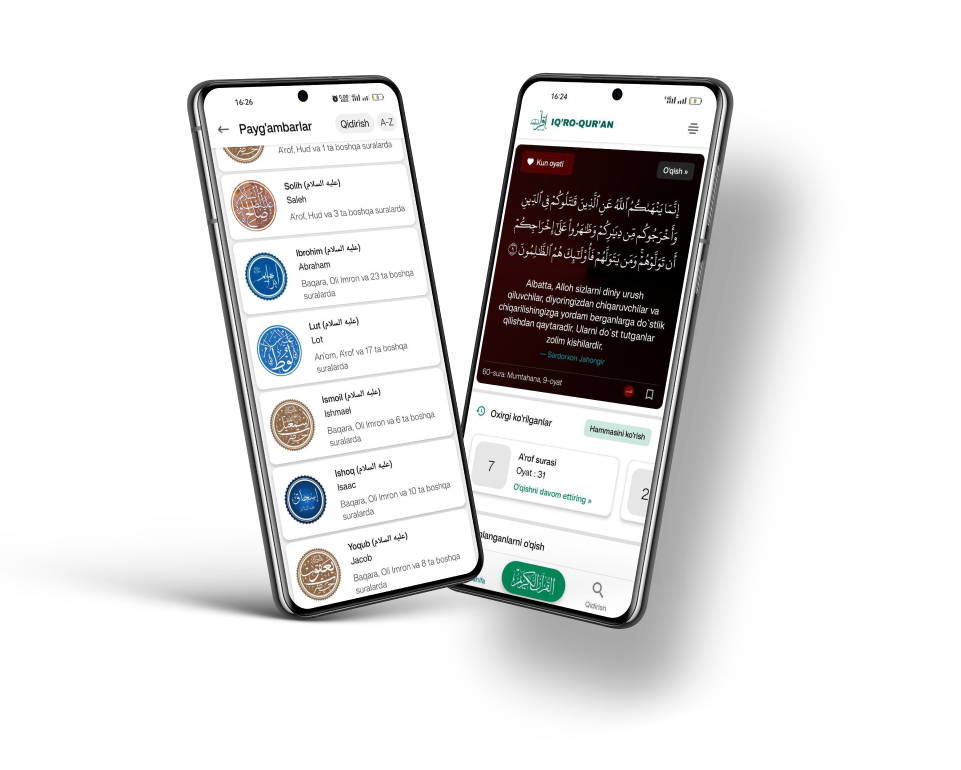 16:26
Payg'ambarlar
Qidirish
A-Z
A'rof, Hud va 1 ta boshqa suralarda
Solih (عليه السلام)
Saleh
A'rof, Hud va 3 ta boshqa suralarda
Ibrohim (عليه السلام)
Abraham
Baqara, Oli Imron va 23 ta boshqa
suralarda
Lut (عليه السلام)
Lot
An'om, A'rof va 17 ta boshqa
suralarda
Ismoil (عليه السلام)
Ishmael
Baqara, Oli Imron va 6 ta boshqa
suralarda
Ishoq (عليه السلام)
Isaac
Baqara, Oli Imron va 10 ta boshqa
suralarda
Yoqub (عليه السلام)
Jacob
Baqara, Oli Imron va 8 ta boshqa
suralarda
16:24
IQ'RO-QUR'AN
Kun oyati
O'qish »
إِنَّمَا يَنْهَىٰكُمُ ٱللَّهُ عَنِ ٱلَّذِينَ قَٰتَلُوكُمْ فِى ٱلدِّينِ
وَأَخْرَجُوكُم مِّن دِيَٰرِكُمْ وَظَٰهَرُوا۟ عَلَىٰٓ إِخْرَاجِكُمْ
أَن تَوَلَّوْهُمْ وَمَن يَتَوَلَّهُمْ فَأُو۟لَٰٓئِكَ هُمُ ٱلظَّٰلِمُونَ ٩
Albatta, Alloh sizlarni diniy urush
qiluvchilar, diyoringizdan chiqaruvchilar va
chiqarilishingizga yordam berganlarga do`stlik
qilishdan qaytaradir. Ularni do`st tutganlar
zolim kishilardir.
— Sardorxon Jahongir
60-sura: Mumtahana, 9-oyat
Oxirgi ko'rilganlar
Hammasini ko'rish
7
A'rof surasi
Oyat : 31
O'qishni davom ettiring »
2
nlanganlarni o'qish
القرآن الكريم
Qidirish